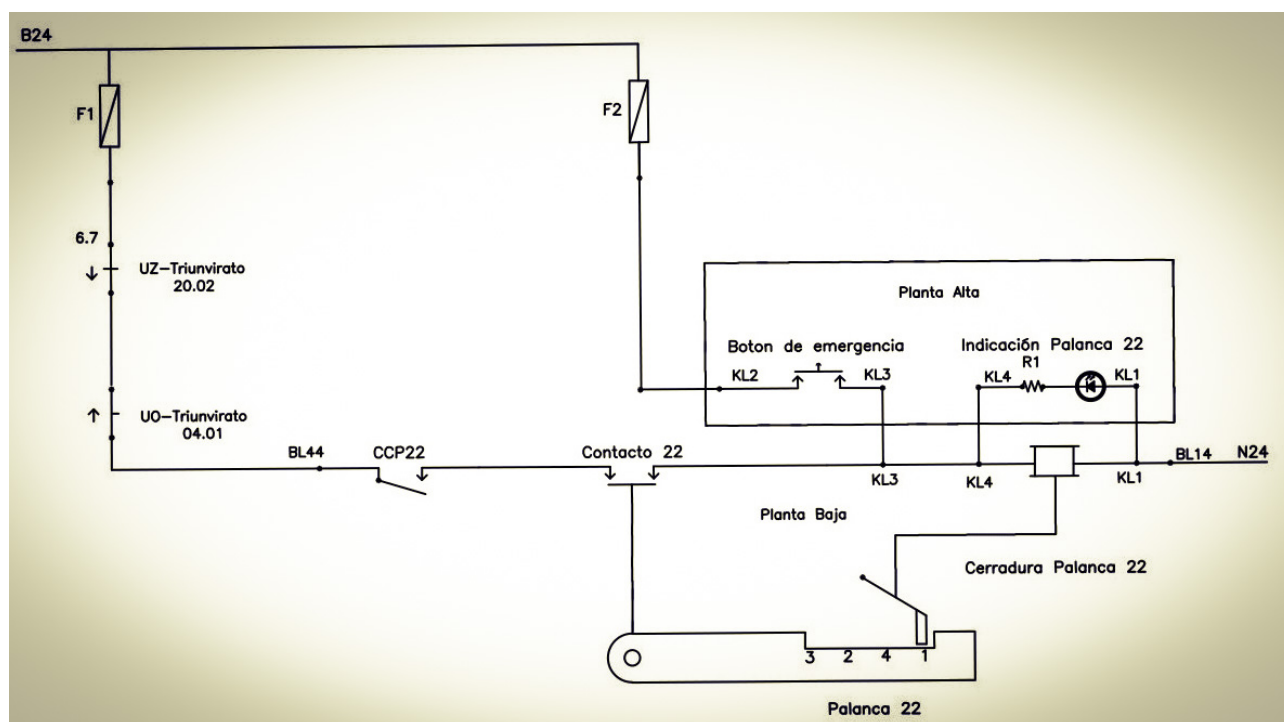 B24
F1
F2
6.7
UZ-Triunvirato
20.02
Planta Alta
Boton de emergencia
Indicación Palanca 22
R1
KL2
KL3
KL4
KL1
UO-Triunvirato
04.01
BL44
CCP22
Contacto 22
BL14
N24
KL3
KL4
KL1
Planta Baja
Cerradura Palanca 22
3 2 4 1
Palanca 22